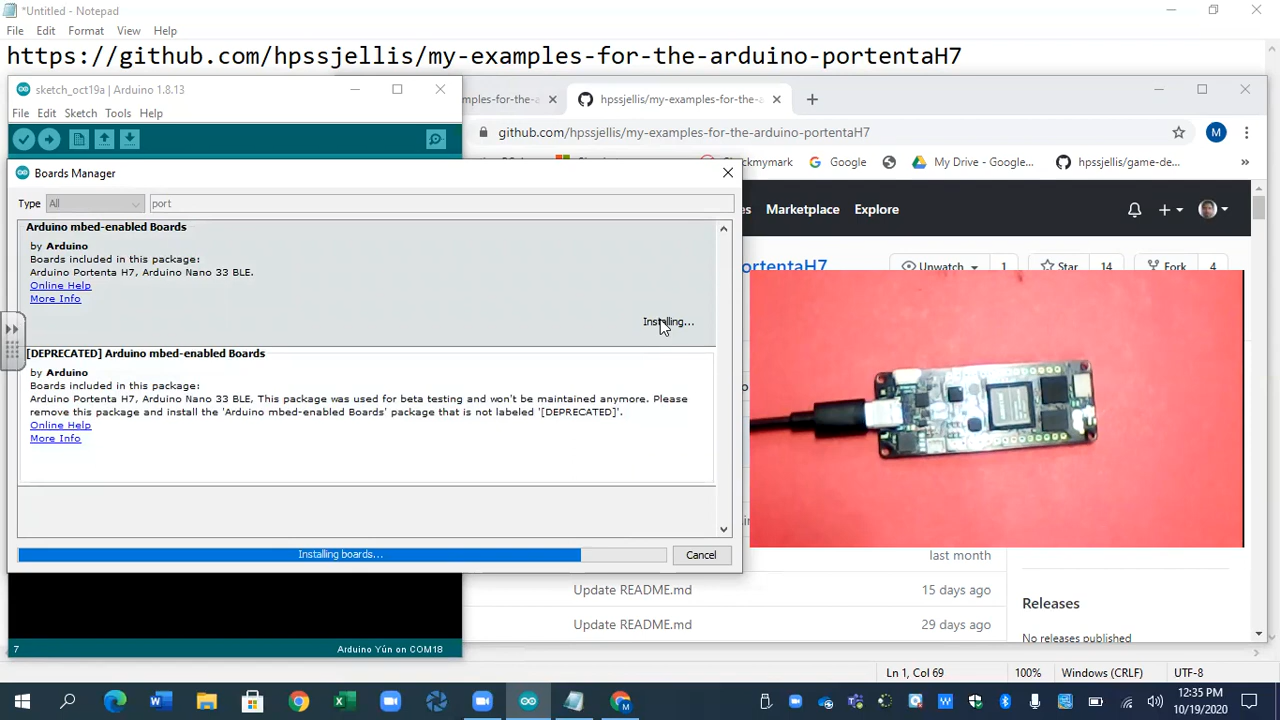 *Untitled - Notepad
File Edit Format View Help
https://github.com/hpssjellis/my-examples-for-the-arduino-portentaH7
sketch_oct19a | Arduino 1.8.13
File Edit Sketch Tools Help
mples-for-the-a
hpssjellis/my-examples-for-the-a
github.com/hpssjellis/my-examples-for-the-arduino-portentaH7
M
Google
My Drive - Google...
hpssjellis/game-de...
»
Marketplace Explore
Boards Manager
Type All port
Arduino mbed-enabled Boards
by Arduino
Boards included in this package:
Arduino Portenta H7, Arduino Nano 33 BLE.
Online Help
More Info
Installing...
[DEPRECATED] Arduino mbed-enabled Boards
by Arduino
Boards included in this package:
Arduino Portenta H7, Arduino Nano 33 BLE, This package was used for beta testing and won't be maintained anymore. Please
remove this package and install the 'Arduino mbed-enabled Boards' package that is not labeled '[DEPRECATED]'.
Online Help
More Info
Installing boards...
Cancel
ortentaH7
Unwatch 1 Star 14 Fork 4
last month
Update README.md 15 days ago
Update README.md 29 days ago
Releases
No releases published
7 Arduino Yún on COM18
Ln 1, Col 69 100% Windows (CRLF) UTF-8
12:35 PM
10/19/2020